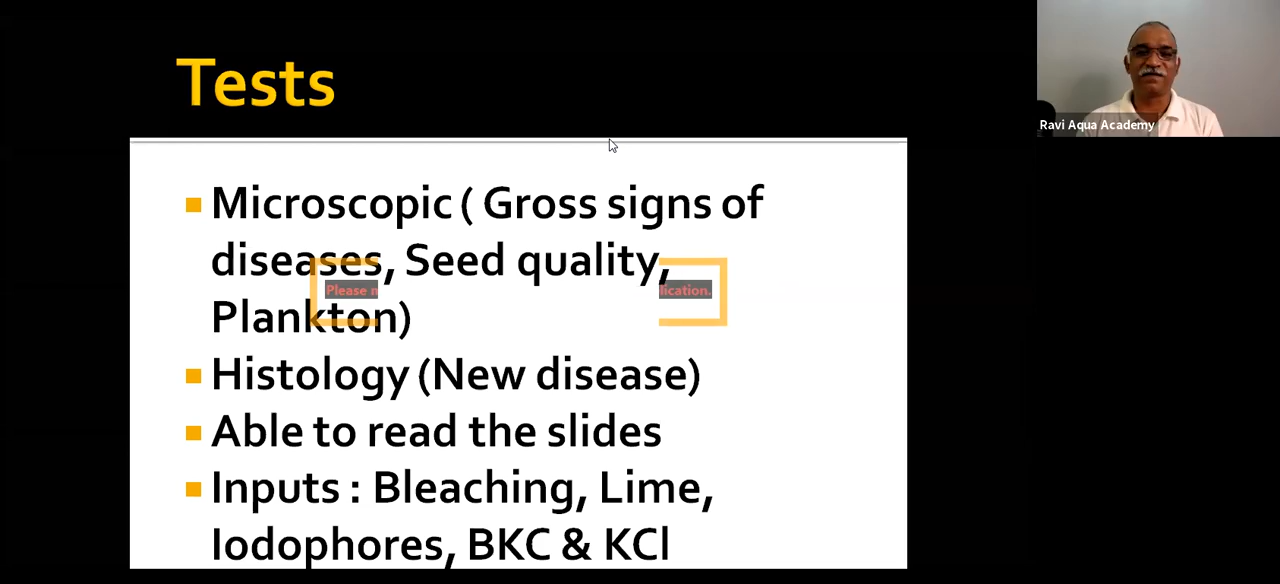 Tests
Ravi Aqua Academy
Microscopic ( Gross signs of
diseases, Seed quality,
Please
Plankton)
Histology (New disease)
Able to read the slides
Inputs : Bleaching, Lime,
Iodophores, BKC & KCl